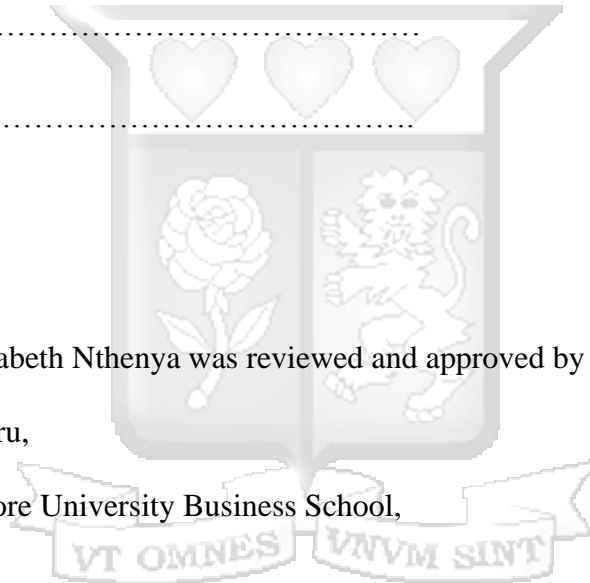 ……………………………………………
……………………………………………
abeth Nthenya was reviewed and approved by
ru,
ore University Business School,
VT OMNES VNVM SINT